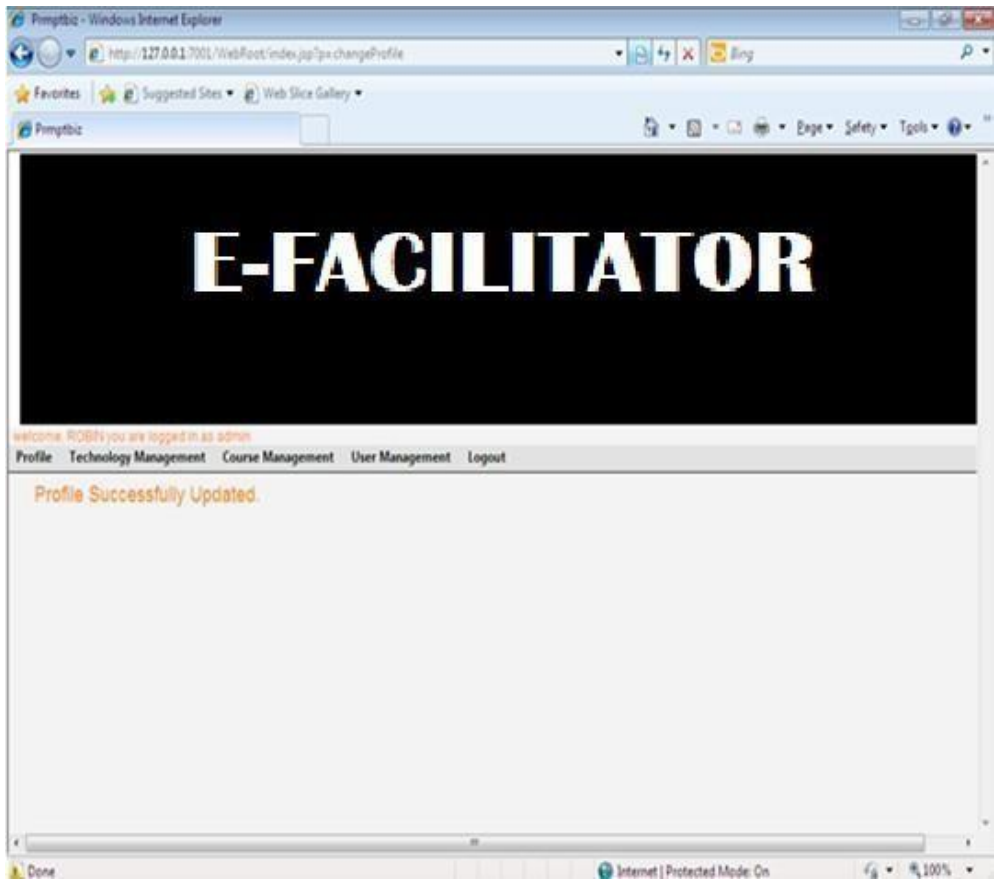 Prmptbiz - Windows Internet Explorer
http://127.0.0.1:7001/WebRoot/index.jsp?p=changeProfile
Bing
Favorites Suggested Sites Web Slice Gallery
Prmptbiz
Page Safety Tools
E-FACILITATOR
welcome, ROBIN you are logged in as admin
Profile Technology Management Course Management User Management Logout
Profile Successfully Updated.
Done
Internet | Protected Mode: On
100%